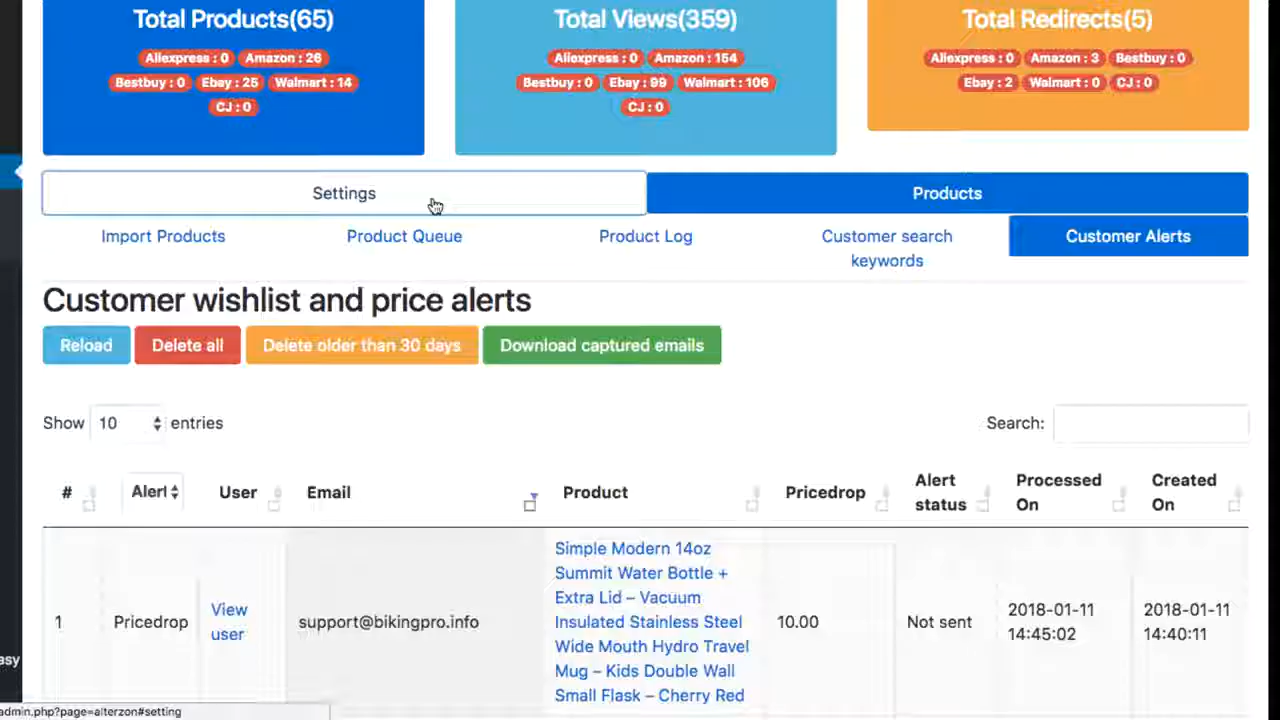 Total Products(65)
Aliexpress : 0 Amazon : 26
Bestbuy : 0 Ebay : 25 Walmart : 14
CJ : 0
Total Views(359)
Aliexpress : 0 Amazon : 154
Bestbuy : 0 Ebay : 99 Walmart : 106
CJ : 0
Total Redirects(5)
Aliexpress : 0 Amazon : 3 Bestbuy : 0
Ebay : 2 Walmart : 0 CJ : 0
Settings Products
Import Products Product Queue Product Log Customer search keywords Customer Alerts
Customer wishlist and price alerts
Reload Delete all Delete older than 30 days Download captured emails
Show 10 entries Search:
# Alert User Email Product Pricedrop Alert status Processed On Created On
1 Pricedrop View user support@bikingpro.info
Simple Modern 14oz
Summit Water Bottle +
Extra Lid – Vacuum
Insulated Stainless Steel
Wide Mouth Hydro Travel
Mug – Kids Double Wall
Small Flask – Cherry Red
10.00 Not sent
2018-01-11
14:45:02
2018-01-11
14:40:11
asy
admin.php?page=alterzon#setting